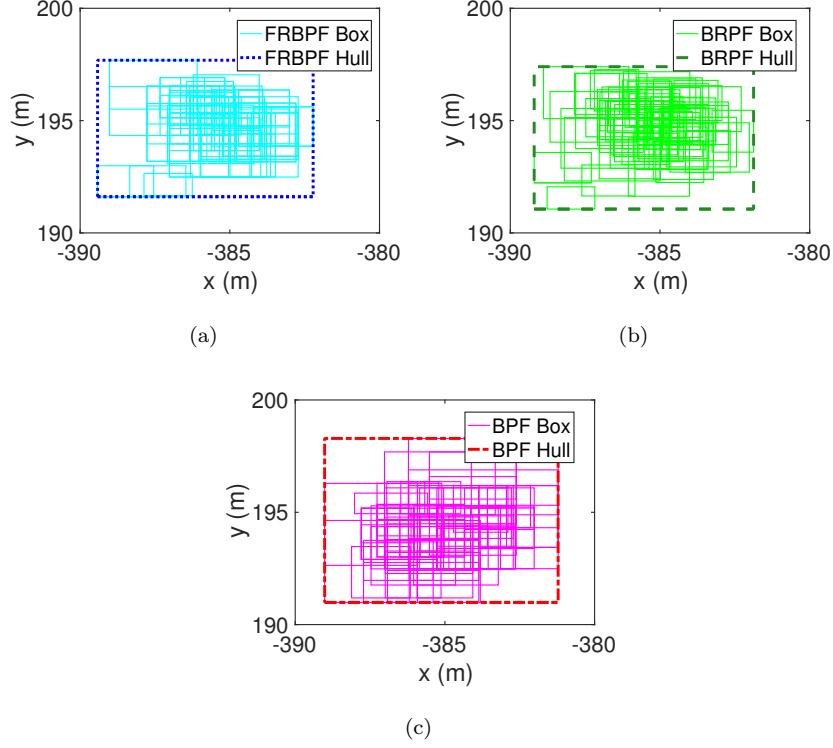 200
195
190
y (m)
-390
-385
-380
x (m)
FRBPF Box
FRBPF Hull
(a)
200
195
190
y (m)
-390
-385
-380
x (m)
BRPF Box
BRPF Hull
(b)
200
195
190
y (m)
-390
-385
-380
x (m)
BPF Box
BPF Hull
(c)